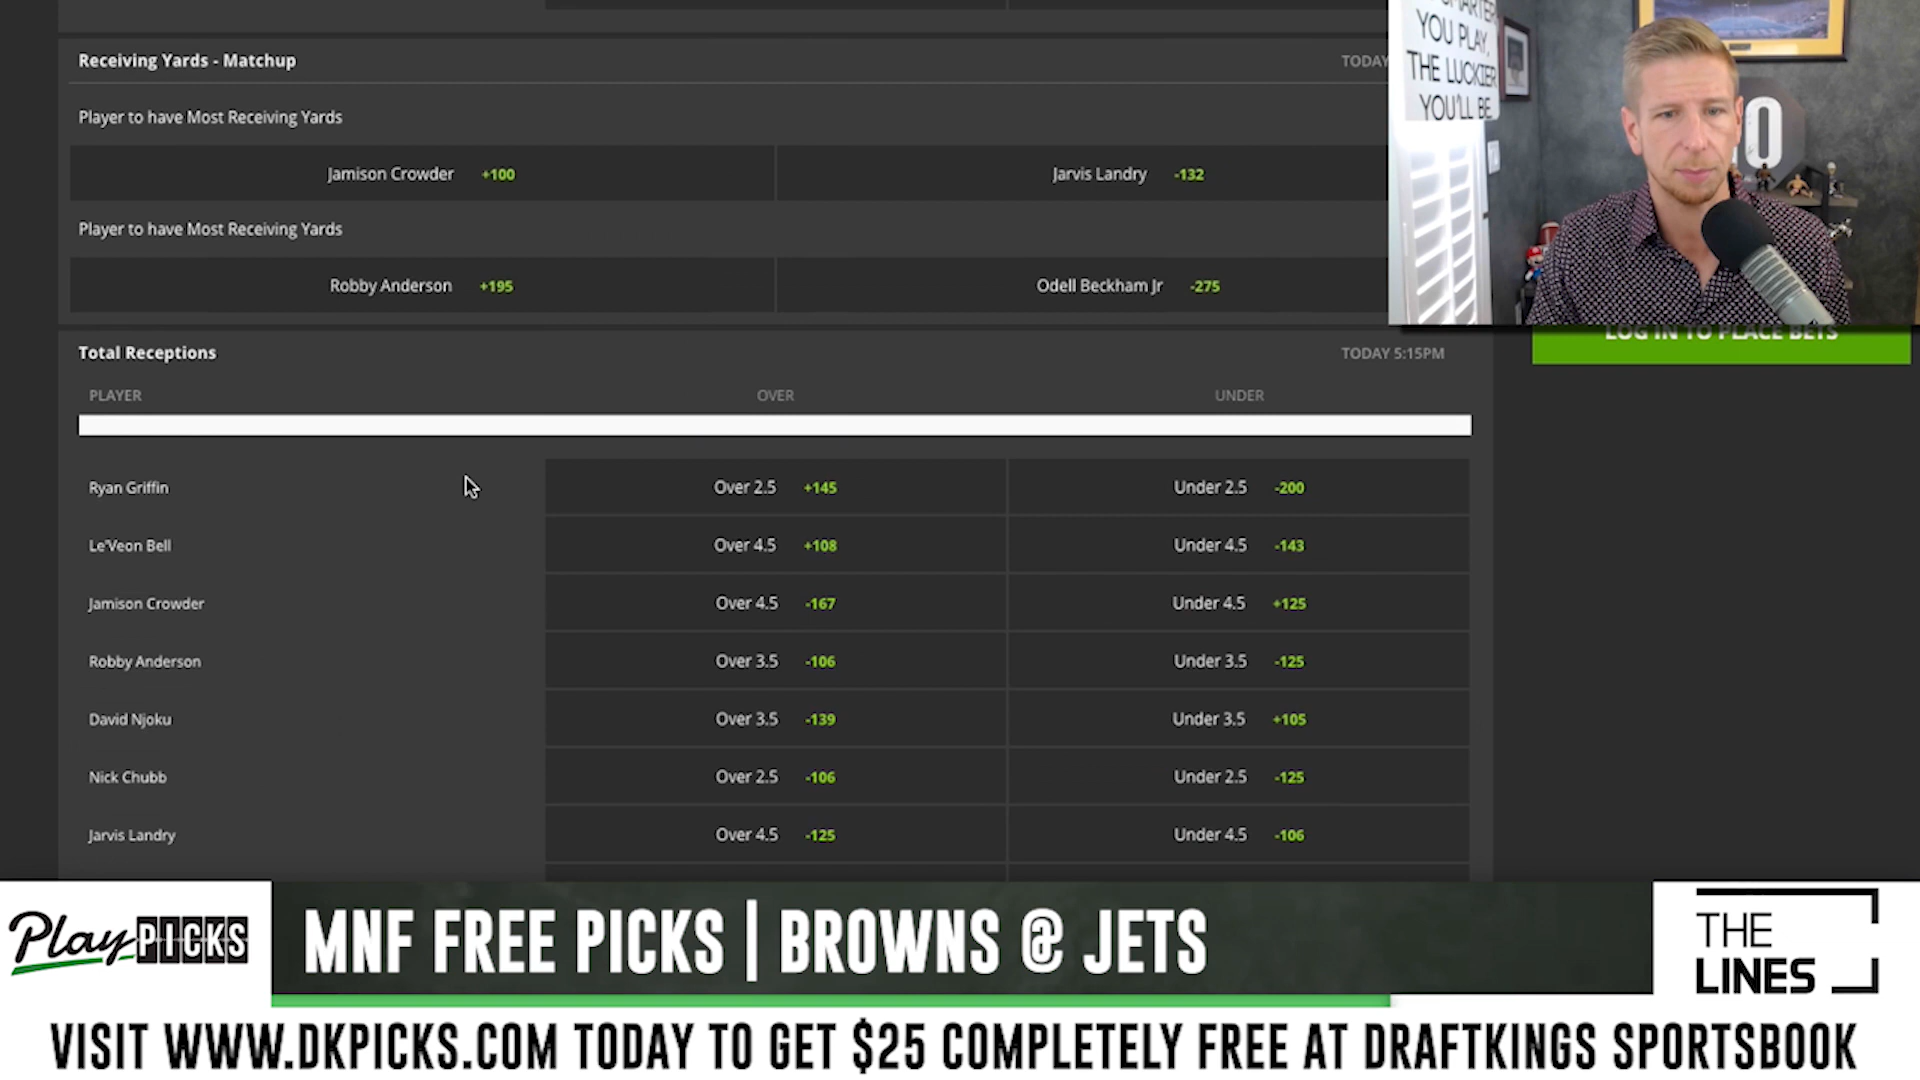 Receiving Yards - Matchup
TODAY
Player to have Most Receiving Yards
Jamison Crowder +100
Jarvis Landry -132
Player to have Most Receiving Yards
Robby Anderson +195
Odell Beckham Jr -275
YOU PLAY,
THE LUCKIER
YOU'LL BE
LOG IN TO PLACE BETS
Total Receptions
TODAY 5:15PM
PLAYER OVER UNDER
Ryan Griffin Over 2.5 +145 Under 2.5 -200
Le'Veon Bell Over 4.5 +108 Under 4.5 -143
Jamison Crowder Over 4.5 -167 Under 4.5 +125
Robby Anderson Over 3.5 -106 Under 3.5 -125
David Njoku Over 3.5 -139 Under 3.5 +105
Nick Chubb Over 2.5 -106 Under 2.5 -125
Jarvis Landry Over 4.5 -125 Under 4.5 -106
PlayPICKS
MNF FREE PICKS | BROWNS @ JETS
THE
LINES
VISIT WWW.DKPICKS.COM TODAY TO GET $25 COMPLETELY FREE AT DRAFTKINGS SPORTSBOOK